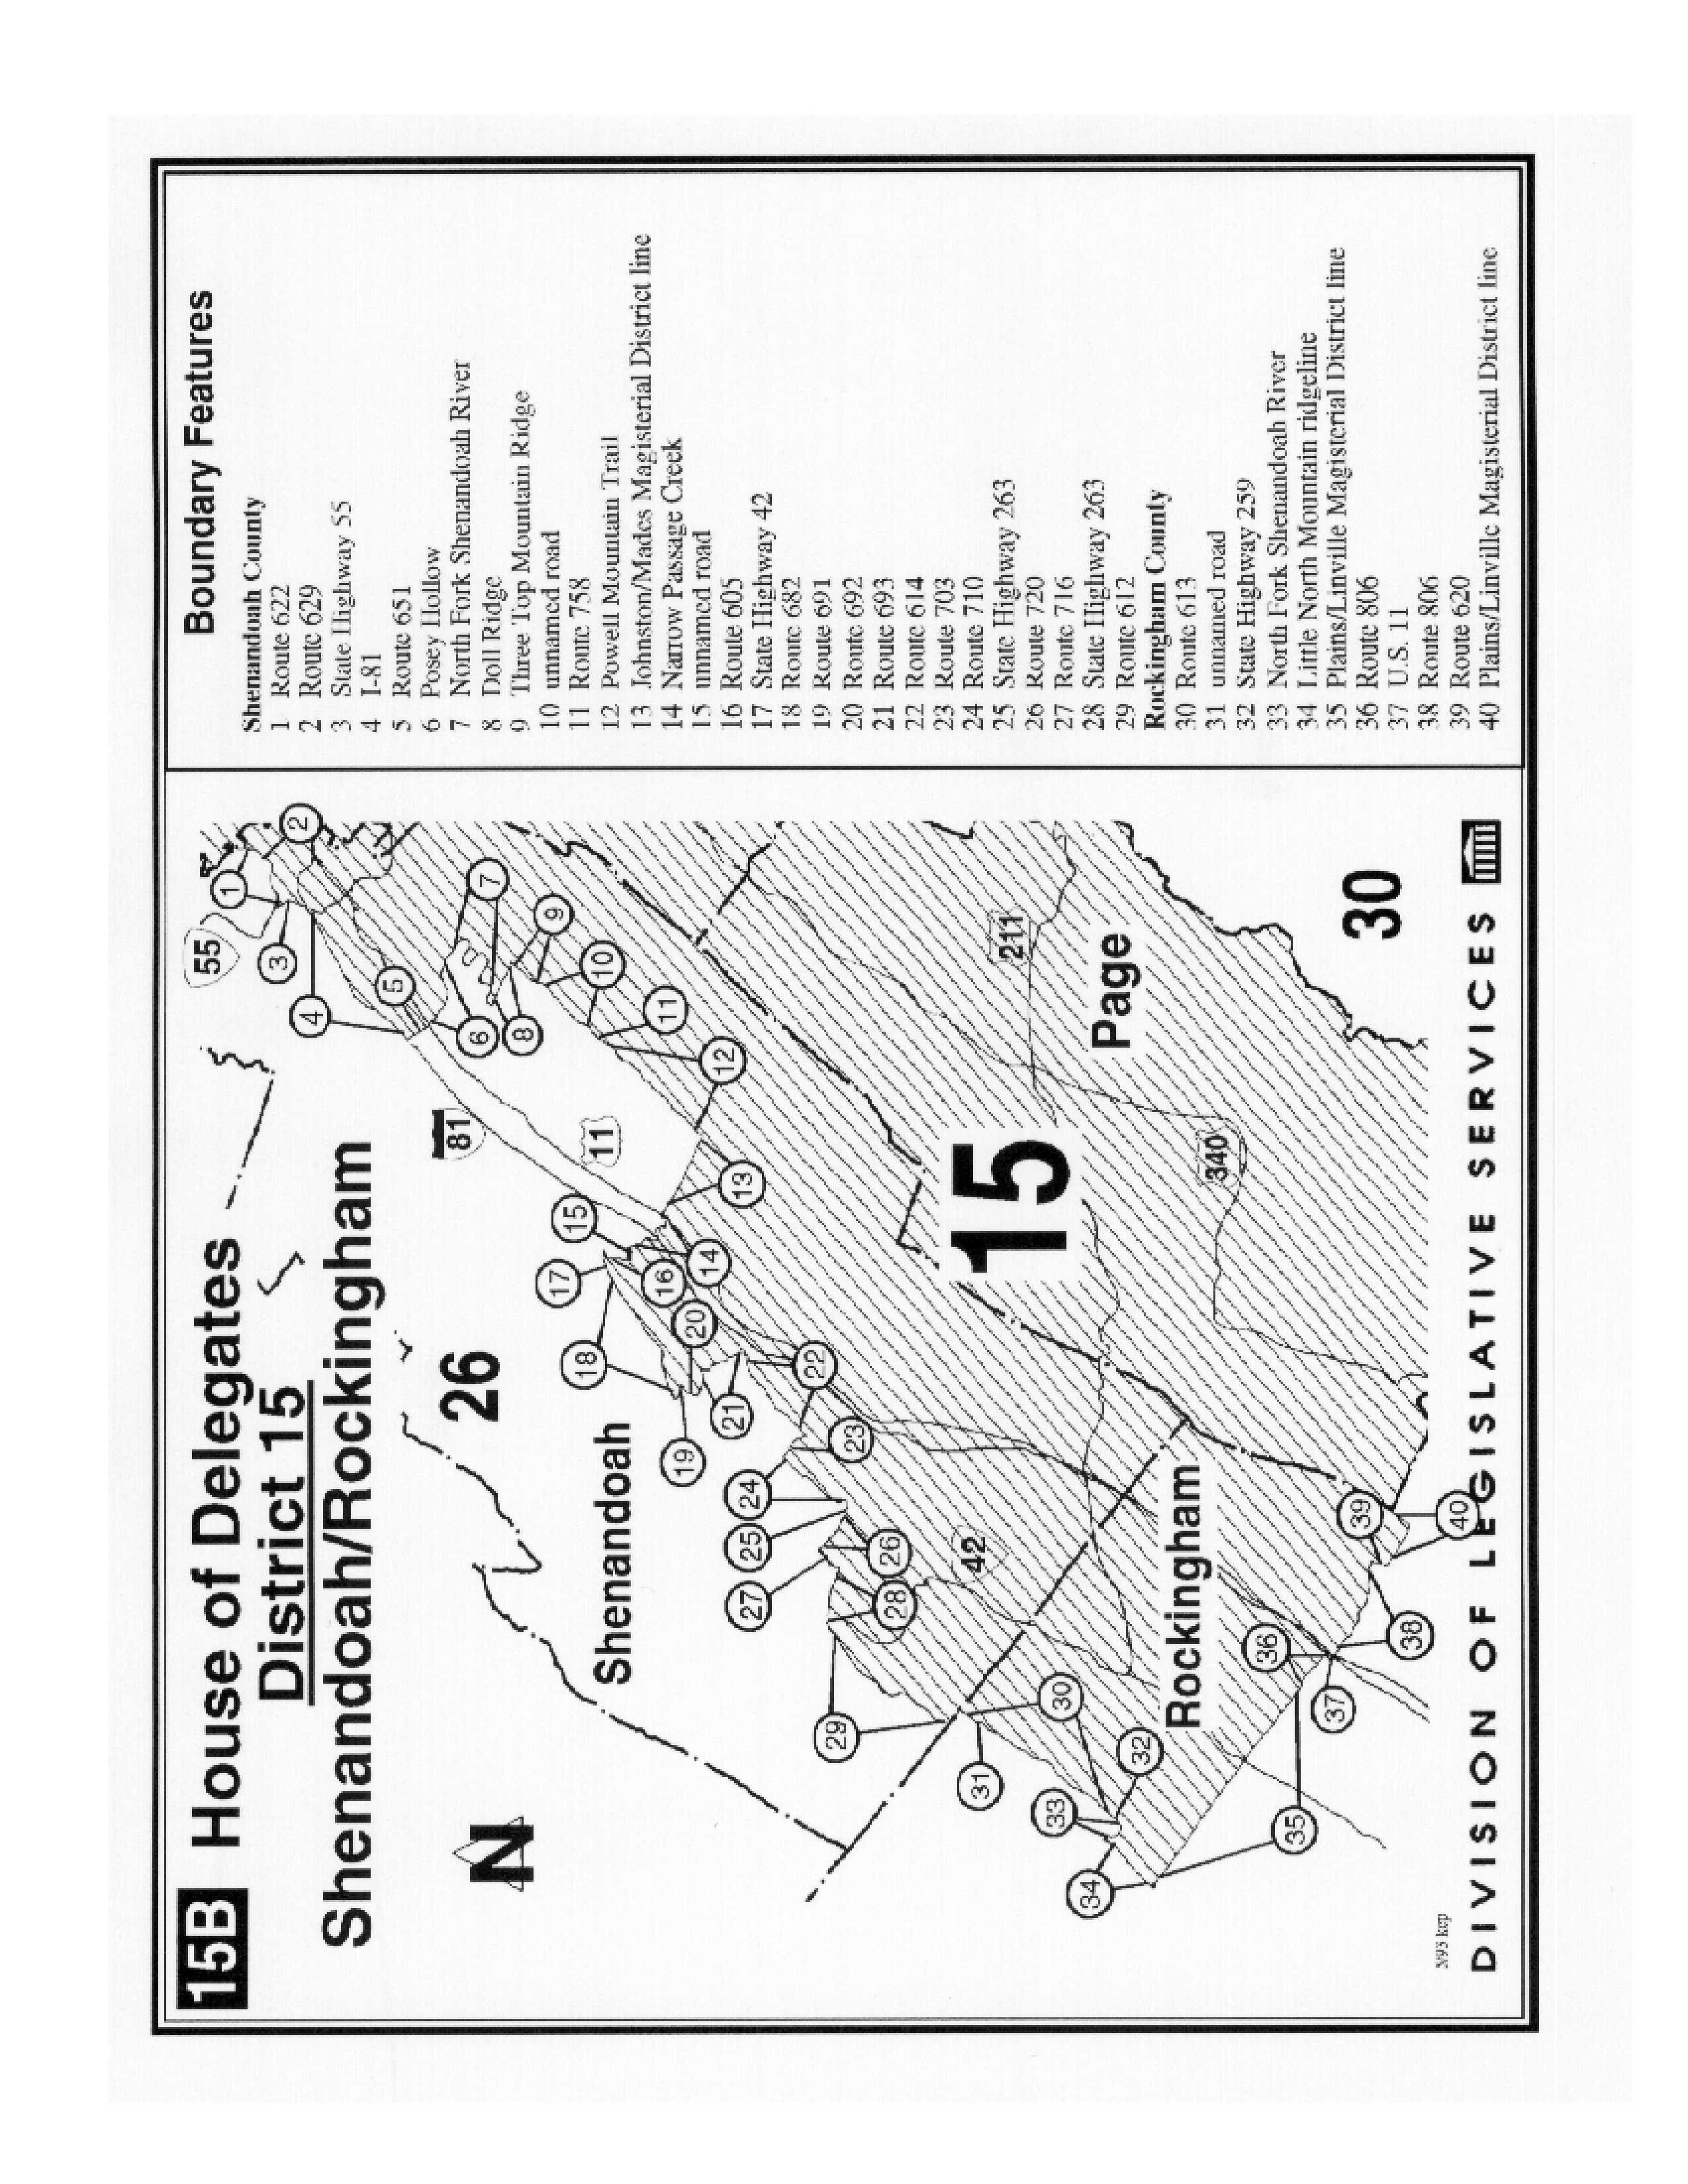 15B House of Delegates
District 15
Shenandoah/Rockingham
N
26
Shenandoah
81
11
55
1
2
3
4
5
6
7
8
9
10
11
12
13
14
15
16
17
18
19
20
21
22
23
24
25
26
27
28
29
30
31
32
33
34
35
36
37
38
39
40
42
15
211
340
Page
30
Rockingham
3/93 kcp
DIVISION OF LEGISLATIVE SERVICES
Boundary Features
Shenandoah County
1 Route 622
2 Route 629
3 State Highway 55
4 I-81
5 Route 651
6 Posey Hollow
7 North Fork Shenandoah River
8 Doll Ridge
9 Three Top Mountain Ridge
10 unnamed road
11 Route 758
12 Powell Mountain Trail
13 Johnston/Mades Magisterial District line
14 Narrow Passage Creek
15 unnamed road
16 Route 605
17 State Highway 42
18 Route 682
19 Route 691
20 Route 692
21 Route 693
22 Route 614
23 Route 703
24 Route 710
25 State Highway 263
26 Route 720
27 Route 716
28 State Highway 263
29 Route 612
Rockingham County
30 Route 613
31 unnamed road
32 State Highway 259
33 North Fork Shenandoah River
34 Little North Mountain ridgeline
35 Plains/Linville Magisterial District line
36 Route 806
37 U.S. 11
38 Route 806
39 Route 620
40 Plains/Linville Magisterial District line